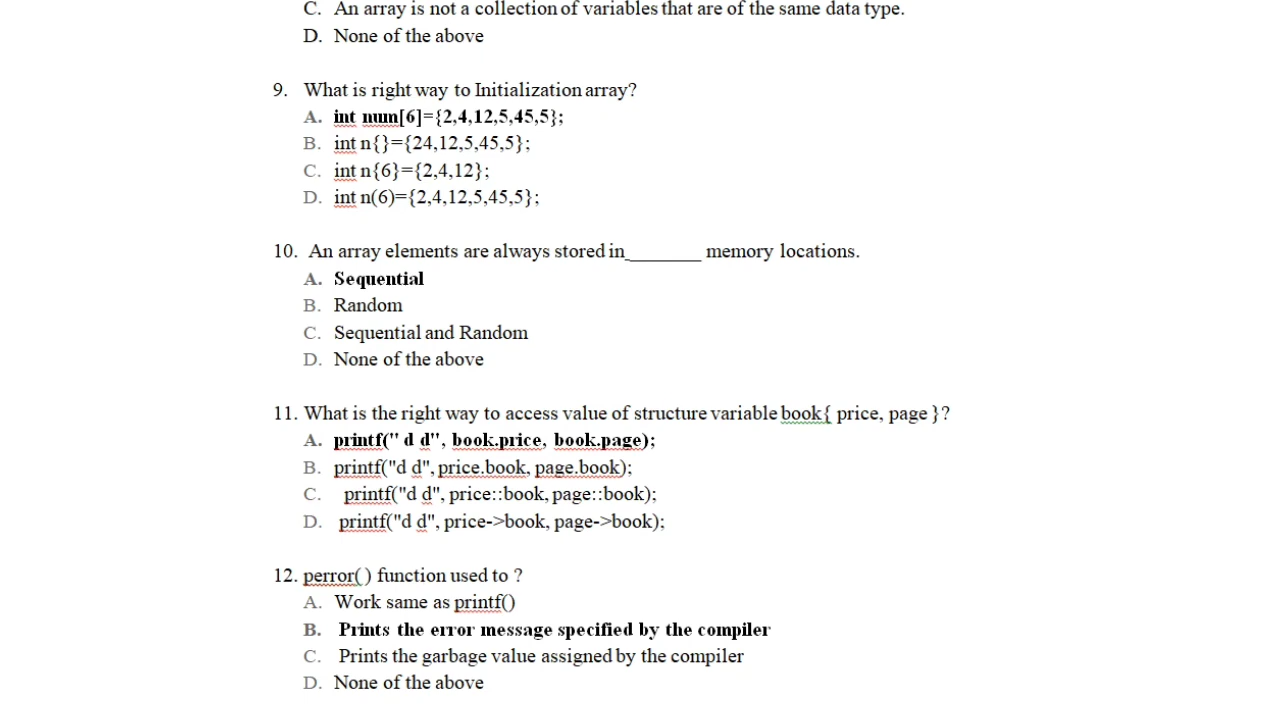 C. An array is not a collection of variables that are of the same data type.
D. None of the above
9. What is right way to Initialization array?
A. int num[6]={2,4,12,5,45,5};
B. int n{}={24,12,5,45,5};
C. int n{6}={2,4,12};
D. int n(6)={2,4,12,5,45,5};
10. An array elements are always stored in ________ memory locations.
A. Sequential
B. Random
C. Sequential and Random
D. None of the above
11. What is the right way to access value of structure variable book{ price, page }?
A. printf(" d d", book.price, book.page);
B. printf("d d", price.book, page.book);
C. printf("d d", price::book, page::book);
D. printf("d d", price->book, page->book);
12. perror( ) function used to ?
A. Work same as printf()
B. Prints the error message specified by the compiler
C. Prints the garbage value assigned by the compiler
D. None of the above